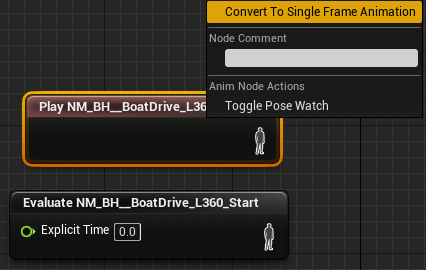 Convert To Single Frame Animation
Node Comment
Anim Node Actions
Toggle Pose Watch
Play NM_BH__BoatDrive_L360
Evaluate NM_BH__BoatDrive_L360_Start
Explicit Time 0.0